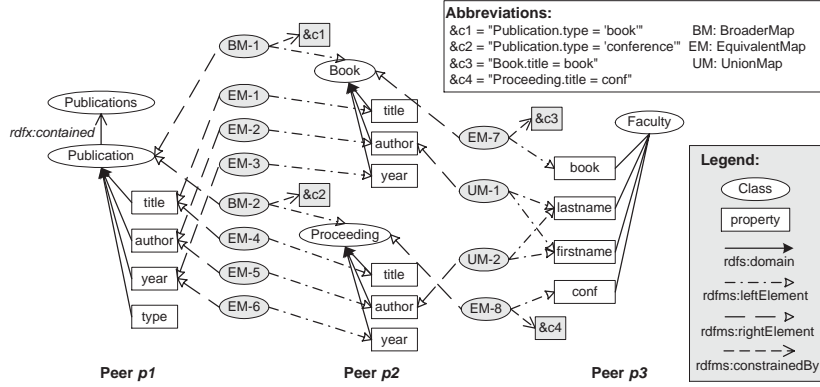 Abbreviations:
&c1 = "Publication.type = 'book'" BM: BroaderMap
&c2 = "Publication.type = 'conference'" EM: EquivalentMap
&c3 = "Book.title = book" UM: UnionMap
&c4 = "Proceeding.title = conf"
Publications
rdfx:contained
Publication
title
author
year
type
BM-1
EM-1
EM-2
EM-3
BM-2
EM-4
EM-5
EM-6
&c1
&c2
Book
title
author
year
Proceeding
title
author
year
EM-7
UM-1
UM-2
EM-8
&c3
&c4
Faculty
book
lastname
firstname
conf
Legend:
Class
property
rdfs:domain
rdfms:leftElement
rdfms:rightElement
rdfms:constrainedBy
Peer p1
Peer p2
Peer p3